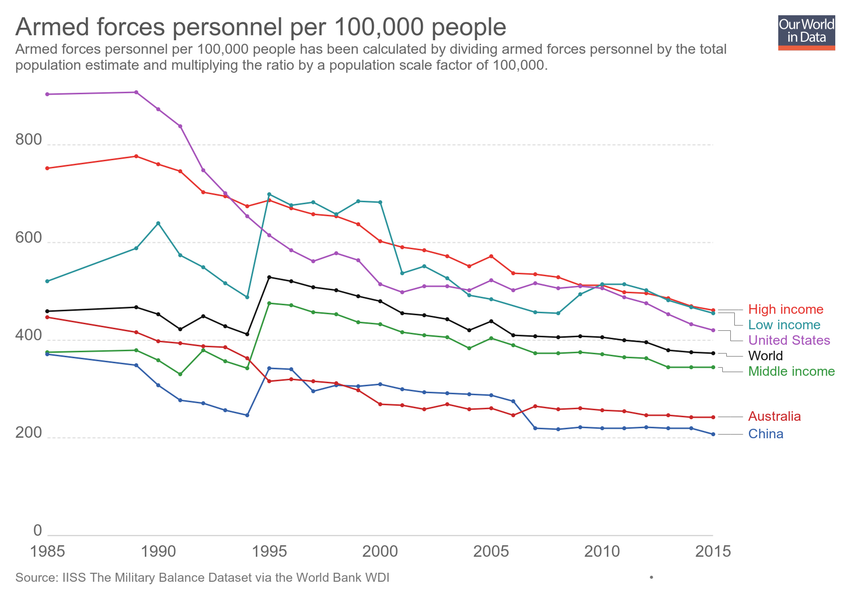 Armed forces personnel per 100,000 people
Our World
in Data
Armed forces personnel per 100,000 people has been calculated by dividing armed forces personnel by the total
population estimate and multiplying the ratio by a population scale factor of 100,000.
800
600
400
200
0
High income
Low income
United States
World
Middle income
Australia
China
1985 1990 1995 2000 2005 2010 2015
Source: IISS The Military Balance Dataset via the World Bank WDI
•